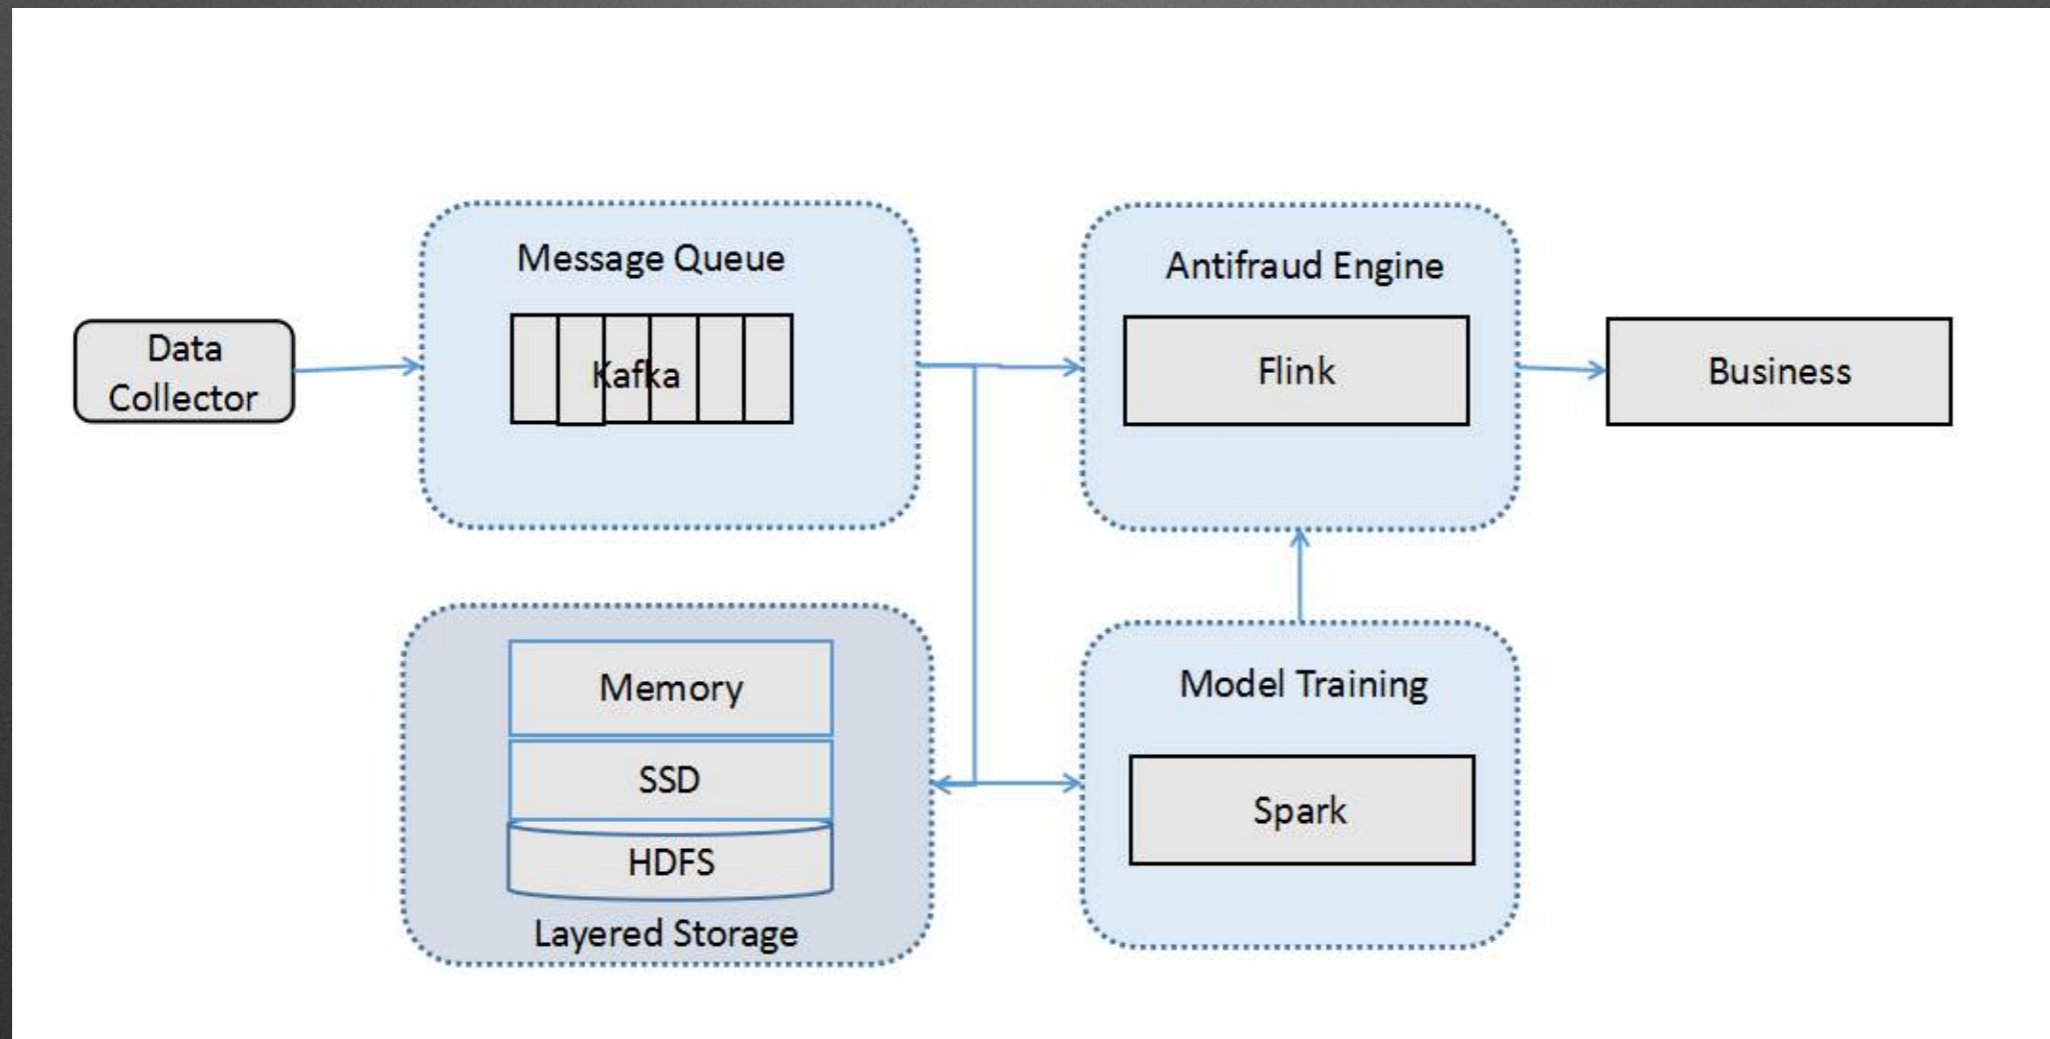 Message Queue
Antifraud Engine
Data
Collector
Kafka
Flink
Business
Memory
Model Training
SSD
Spark
HDFS
Layered Storage